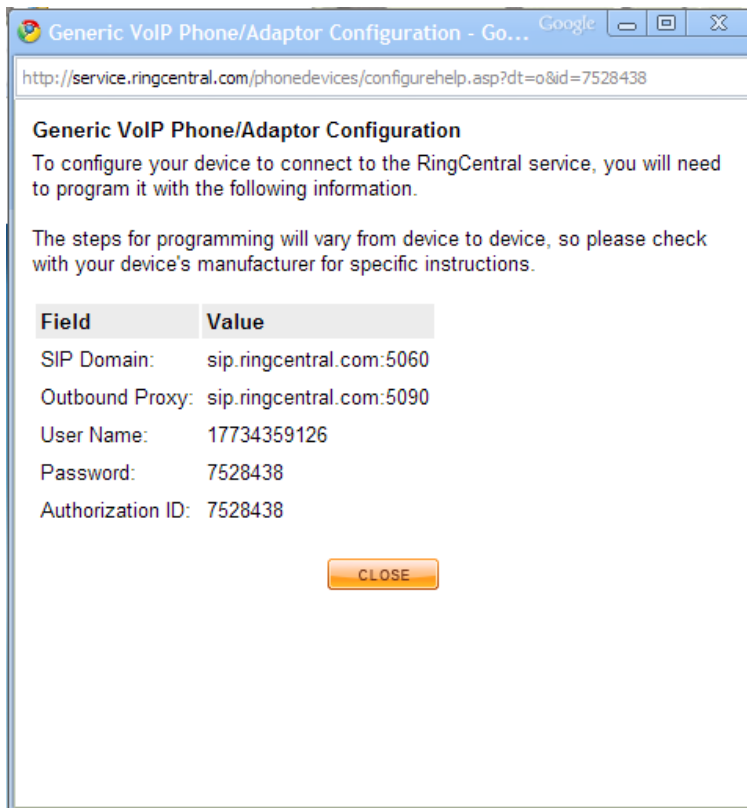 Generic VoIP Phone/Adaptor Configuration - Go... Google
http://service.ringcentral.com/phonedevices/configurehelp.asp?dt=o&id=7528438
Generic VoIP Phone/Adaptor Configuration
To configure your device to connect to the RingCentral service, you will need
to program it with the following information.
The steps for programming will vary from device to device, so please check
with your device's manufacturer for specific instructions.
Field Value
SIP Domain: sip.ringcentral.com:5060
Outbound Proxy: sip.ringcentral.com:5090
User Name: 17734359126
Password: 7528438
Authorization ID: 7528438
CLOSE